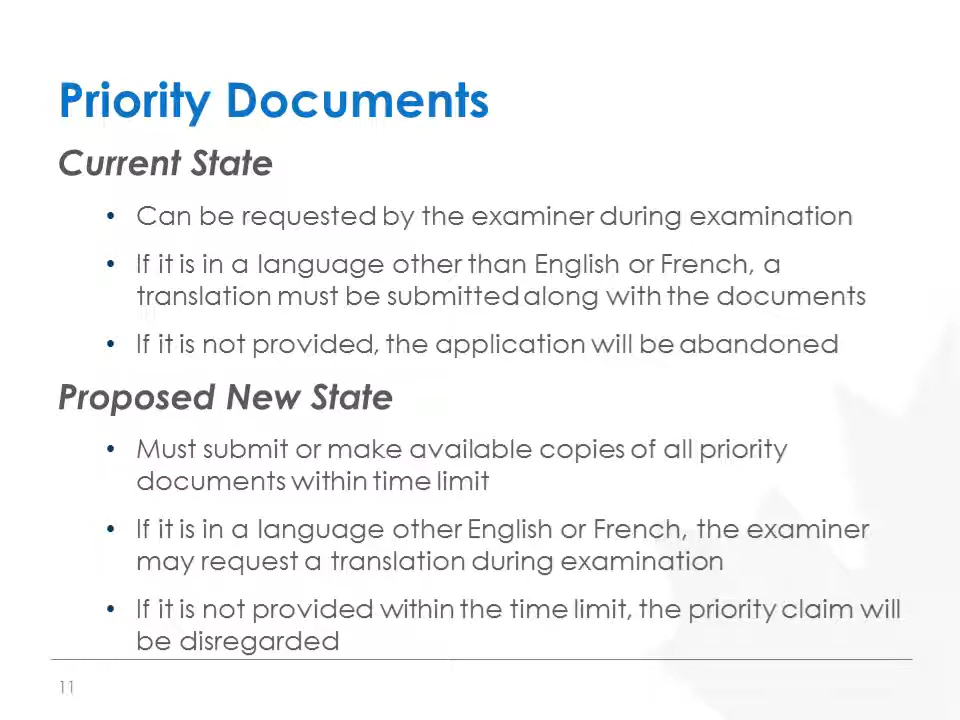 Priority Documents
Current State
• Can be requested by the examiner during examination
• If it is in a language other than English or French, a
translation must be submitted along with the documents
• If it is not provided, the application will be abandoned
Proposed New State
• Must submit or make available copies of all priority
documents within time limit
• If it is in a language other English or French, the examiner
may request a translation during examination
• If it is not provided within the time limit, the priority claim will
be disregarded
11